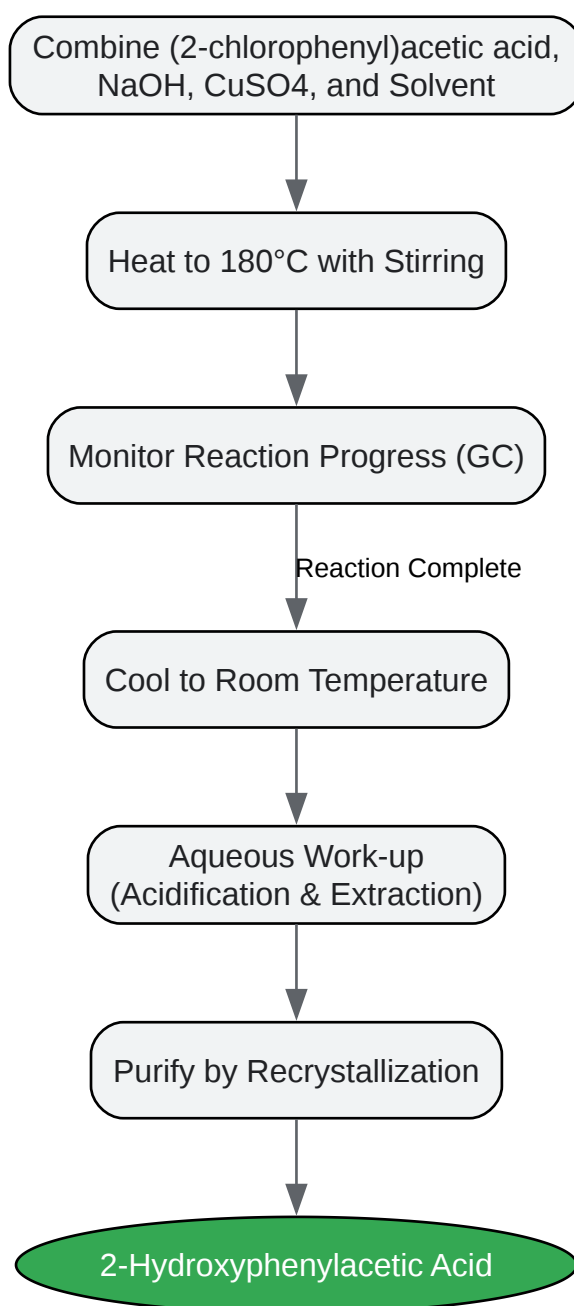 Combine (2-chlorophenyl)acetic acid,
NaOH, CuSO4, and Solvent
Heat to 180°C with Stirring
Monitor Reaction Progress (GC)
Reaction Complete
Cool to Room Temperature
Aqueous Work-up
(Acidification & Extraction)
Purify by Recrystallization
2-Hydroxyphenylacetic Acid